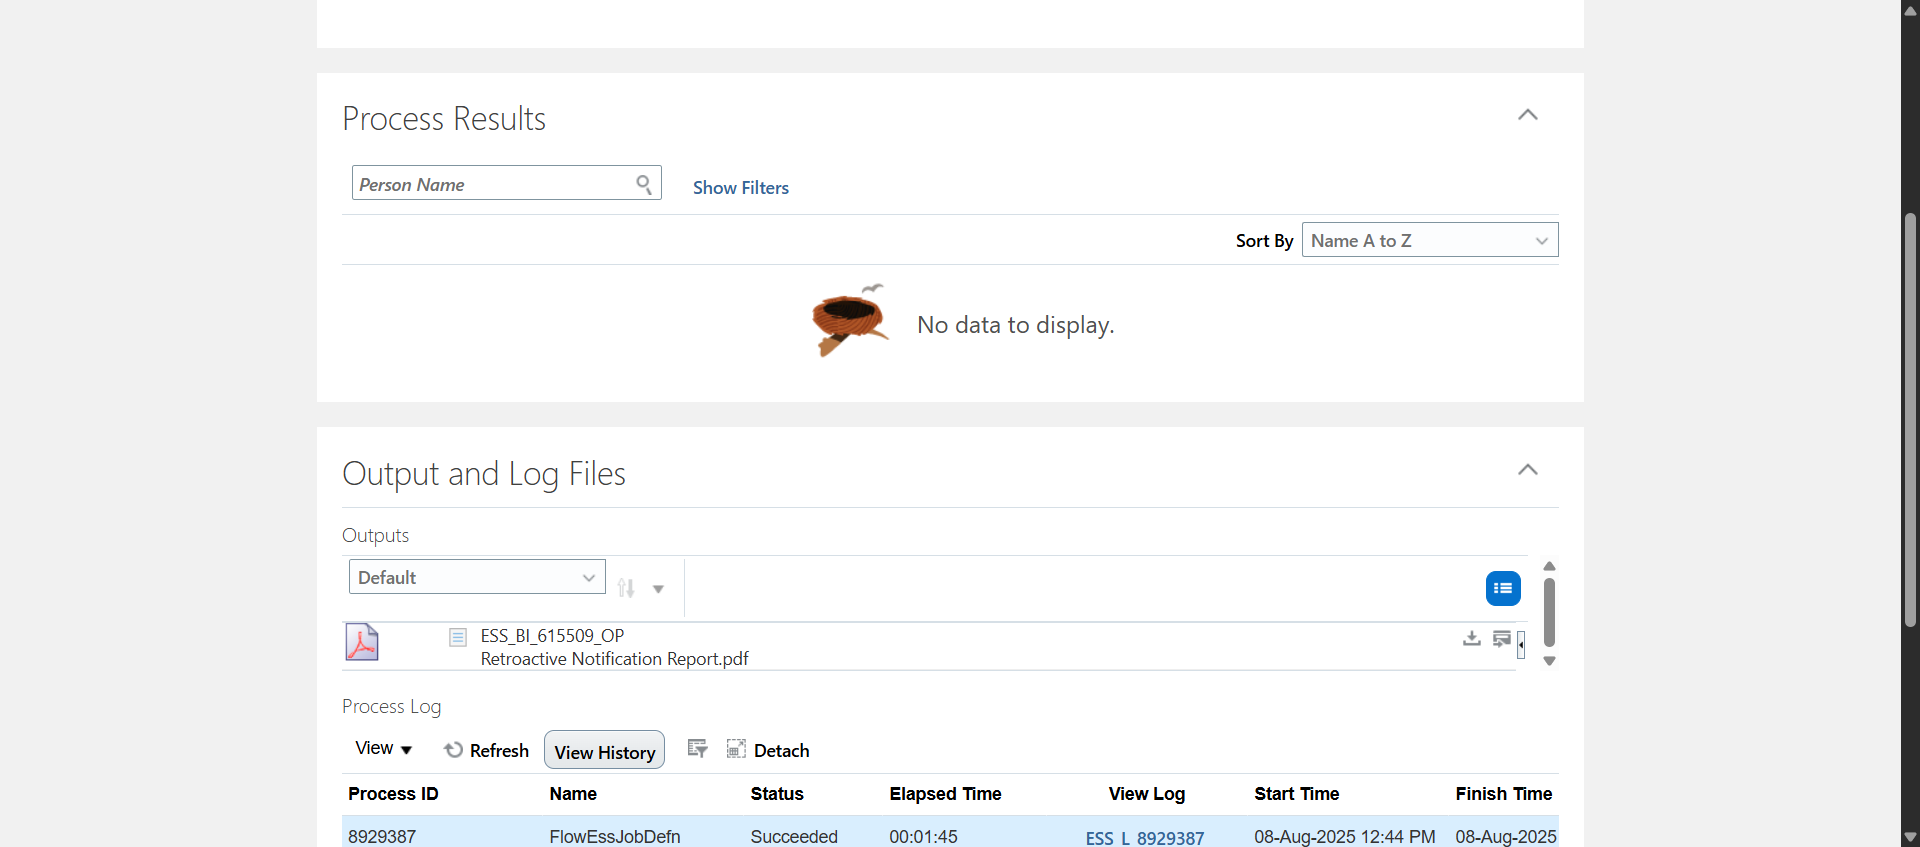 Process Results
Person Name
Show Filters
Sort By Name A to Z
No data to display.
Output and Log Files
Outputs
Default
ESS_BI_615509_OP
Retroactive Notification Report.pdf
Process Log
View Refresh View History Detach
Process ID Name Status Elapsed Time View Log Start Time Finish Time
8929387 FlowEssJobDefn Succeeded 00:01:45 ESS_L_8929387 08-Aug-2025 12:44 PM 08-Aug-2025